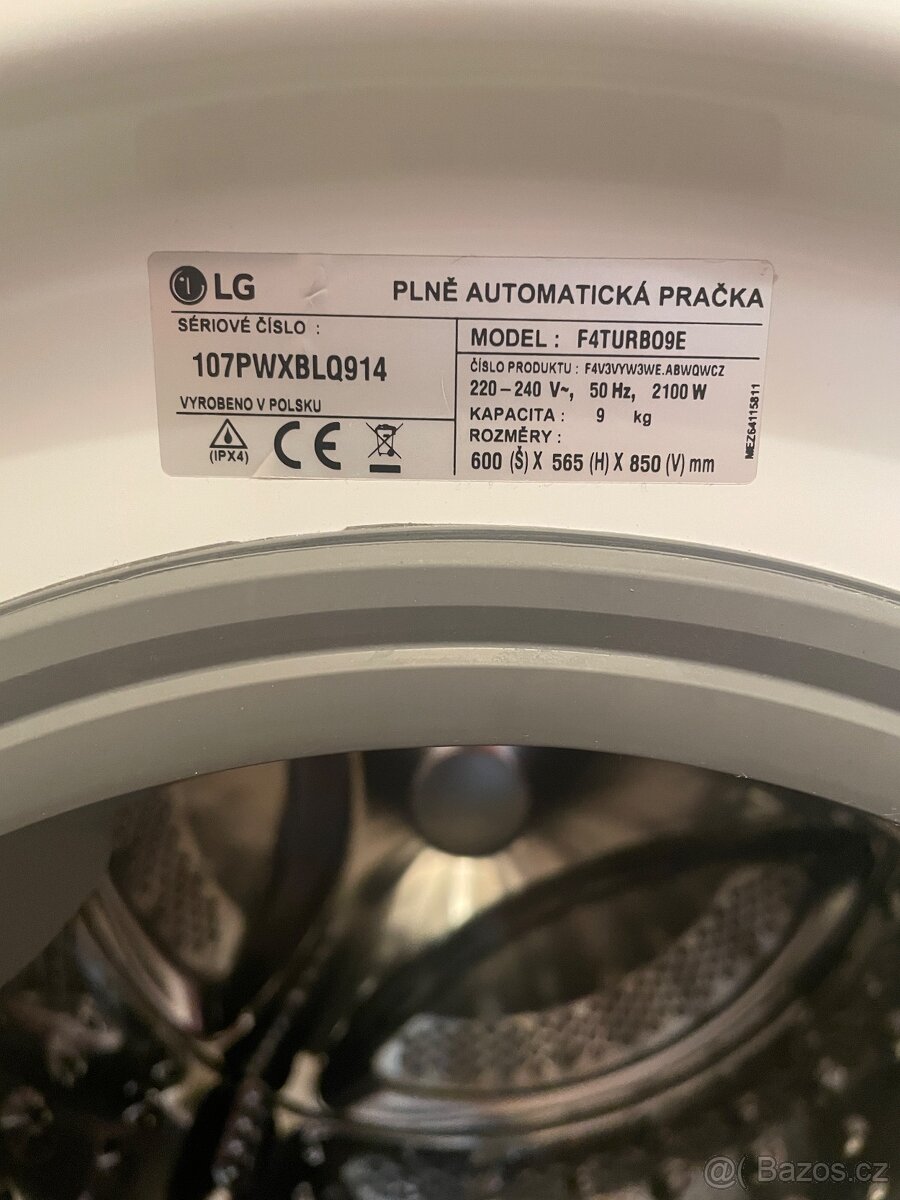 LG
PLNĚ AUTOMATICKÁ PRAČKA
SÉRIOVÉ ČÍSLO :
107PWXBLQ914
VYROBENO V POLSKU
(IPX4)
CE
MODEL : F4TURBO9E
ČÍSLO PRODUKTU : F4V3VYW3WE.ABWQWCZ
220 – 240 V~, 50 Hz, 2100 W
KAPACITA : 9 kg
ROZMĚRY :
600 (Š) X 565 (H) X 850 (V) mm
MEZ64115811
@( Bazos.cz